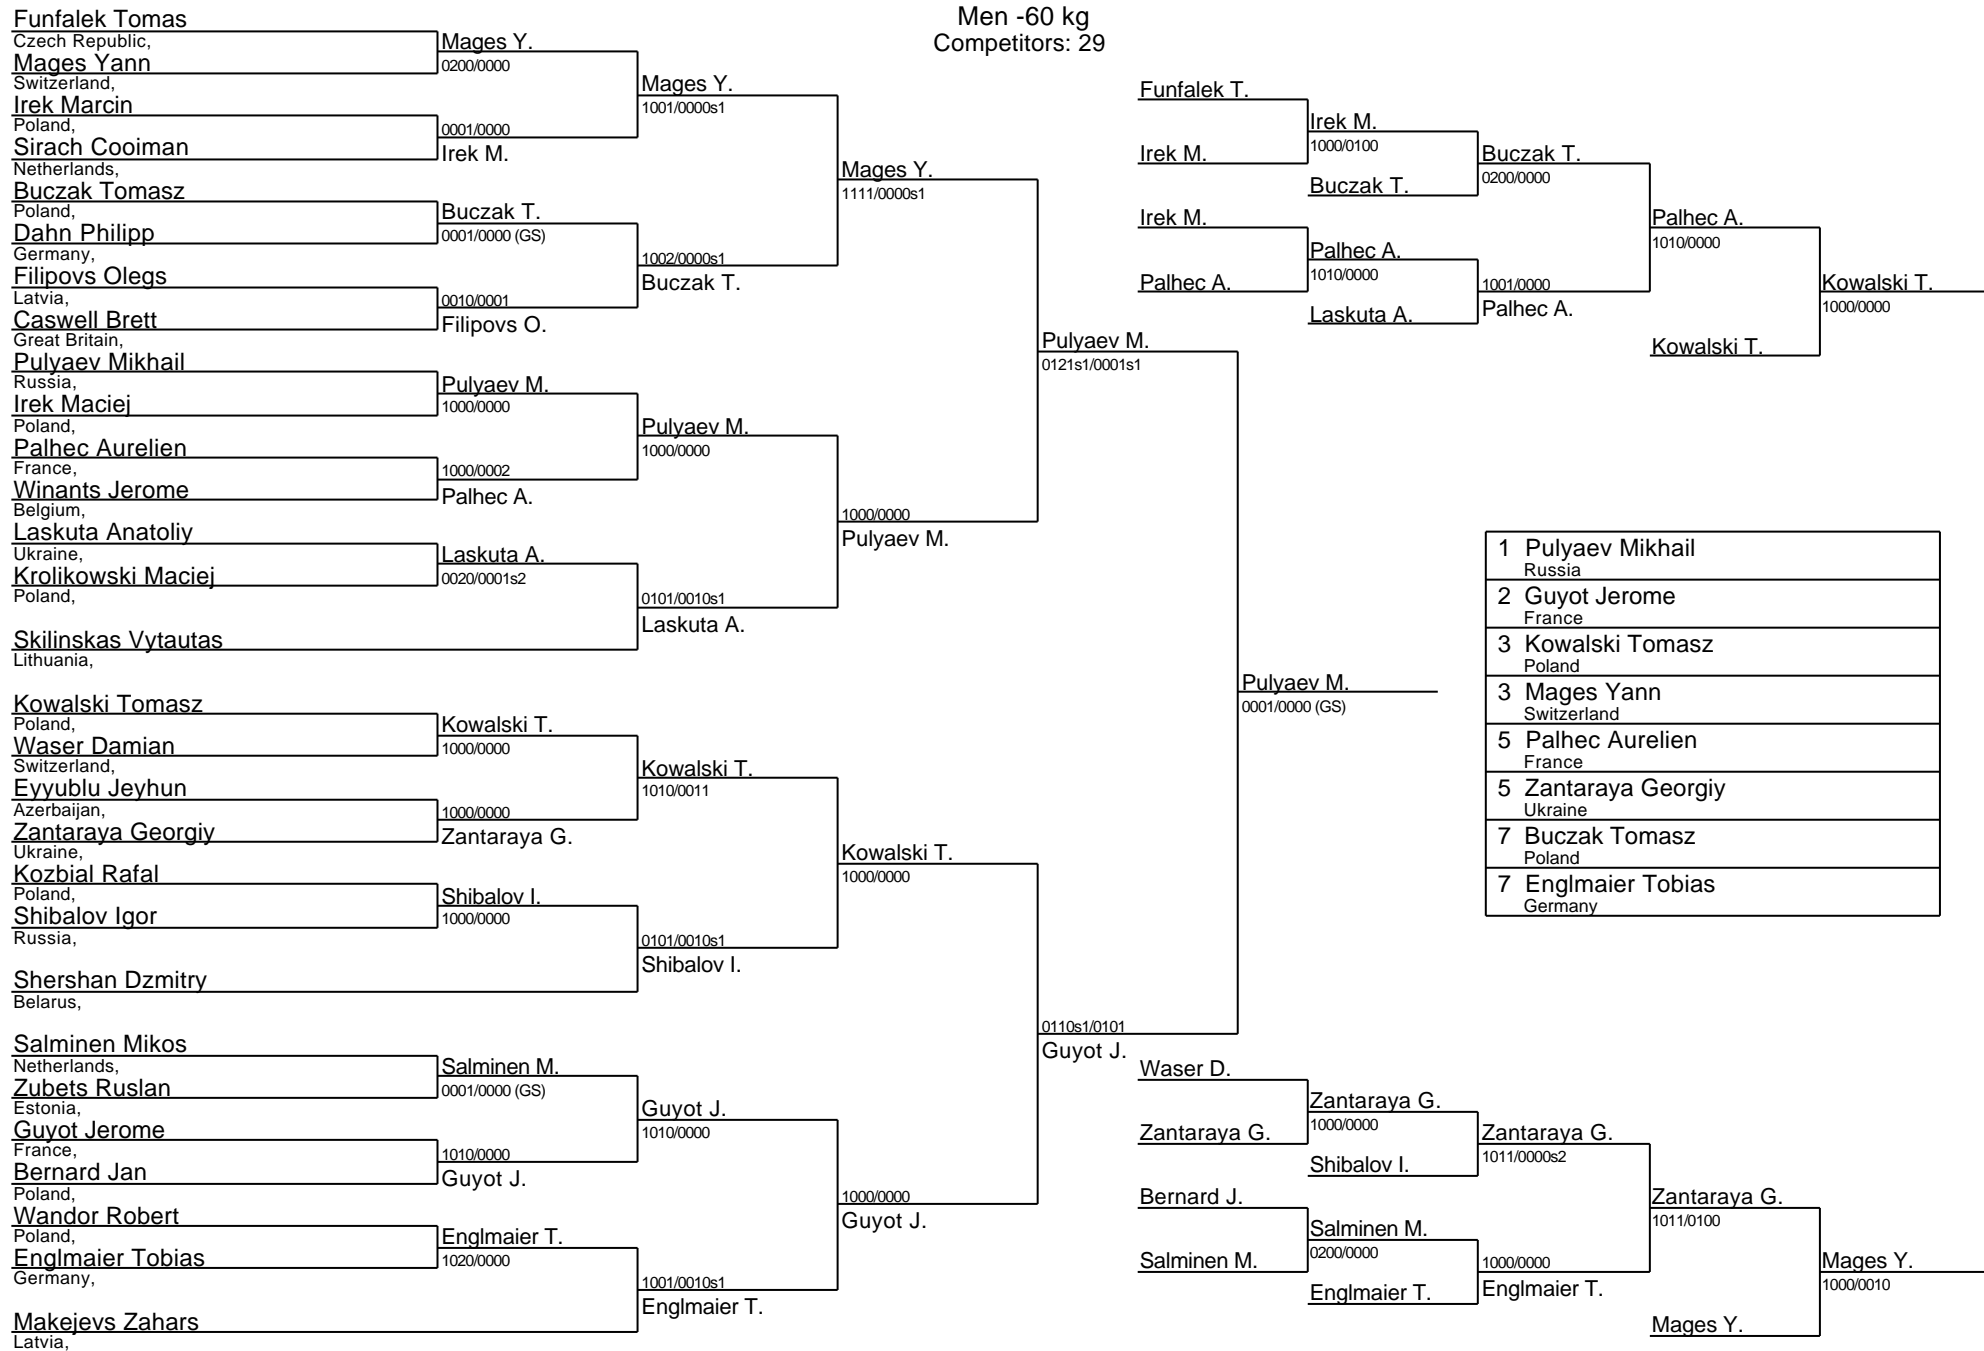 Men -60 kg
Competitors: 29
Funfalek Tomas
Czech Republic,
Mages Yann
Switzerland,
Irek Marcin
Poland,
Sirach Cooiman
Netherlands,
Buczak Tomasz
Poland,
Dahn Philipp
Germany,
Filipovs Olegs
Latvia,
Caswell Brett
Great Britain,
Pulyaev Mikhail
Russia,
Irek Maciej
Poland,
Palhec Aurelien
France,
Winants Jerome
Belgium,
Laskuta Anatoliy
Ukraine,
Krolikowski Maciej
Poland,
Skilinskas Vytautas
Lithuania,
Kowalski Tomasz
Poland,
Waser Damian
Switzerland,
Eyyublu Jeyhun
Azerbaijan,
Zantaraya Georgiy
Ukraine,
Kozbial Rafal
Poland,
Shibalov Igor
Russia,
Shershan Dzmitry
Belarus,
Salminen Mikos
Netherlands,
Zubets Ruslan
Estonia,
Guyot Jerome
France,
Bernard Jan
Poland,
Wandor Robert
Poland,
Englmaier Tobias
Germany,
Makejevs Zahars
Latvia,
Mages Y.
0200/0000
0001/0000
Irek M.
Buczak T.
0001/0000 (GS)
0010/0001
Filipovs O.
Pulyaev M.
1000/0000
1000/0002
Palhec A.
Laskuta A.
0020/0001s2
Kowalski T.
1000/0000
1000/0000
Zantaraya G.
Shibalov I.
1000/0000
Salminen M.
0001/0000 (GS)
1010/0000
Guyot J.
Englmaier T.
1020/0000
Mages Y.
1001/0000s1
1002/0000s1
Buczak T.
Pulyaev M.
1000/0000
0101/0010s1
Laskuta A.
Kowalski T.
1010/0011
0101/0010s1
Shibalov I.
Guyot J.
1010/0000
1001/0010s1
Englmaier T.
Mages Y.
1111/0000s1
1000/0000
Pulyaev M.
Kowalski T.
1000/0000
1000/0000
Guyot J.
Pulyaev M.
0121s1/0001s1
0110s1/0101
Guyot J.
Pulyaev M.
0001/0000 (GS)
Funfalek T.
Irek M.
Irek M.
Palhec A.
Irek M.
1000/0100
Buczak T.
Palhec A.
1010/0000
Laskuta A.
Buczak T.
0200/0000
1001/0000
Palhec A.
Palhec A.
1010/0000
Kowalski T.
Kowalski T.
1000/0000
1 Pulyaev Mikhail
Russia
2 Guyot Jerome
France
3 Kowalski Tomasz
Poland
3 Mages Yann
Switzerland
5 Palhec Aurelien
France
5 Zantaraya Georgiy
Ukraine
7 Buczak Tomasz
Poland
7 Englmaier Tobias
Germany
Waser D.
Zantaraya G.
Bernard J.
Salminen M.
Zantaraya G.
1000/0000
Shibalov I.
Salminen M.
0200/0000
Englmaier T.
Zantaraya G.
1011/0000s2
1000/0000
Englmaier T.
Zantaraya G.
1011/0100
Mages Y.
Mages Y.
1000/0010